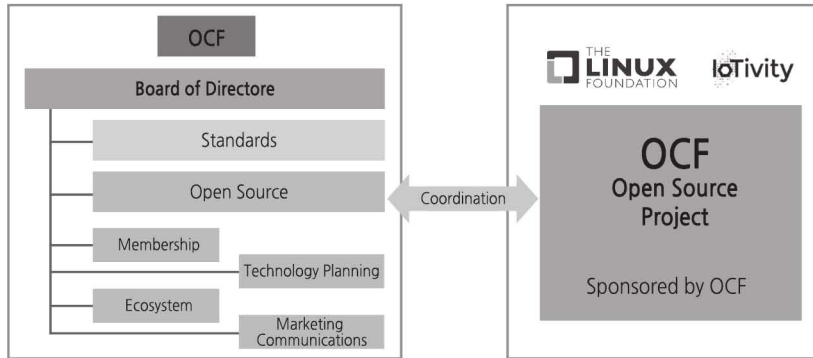 OCF
Board of Directore
Standards
Open Source
Membership
Technology Planning
Ecosystem
Marketing
Communications
Coordination
THE
LINUX
FOUNDATION
IoTivity
OCF
Open Source
Project
Sponsored by OCF